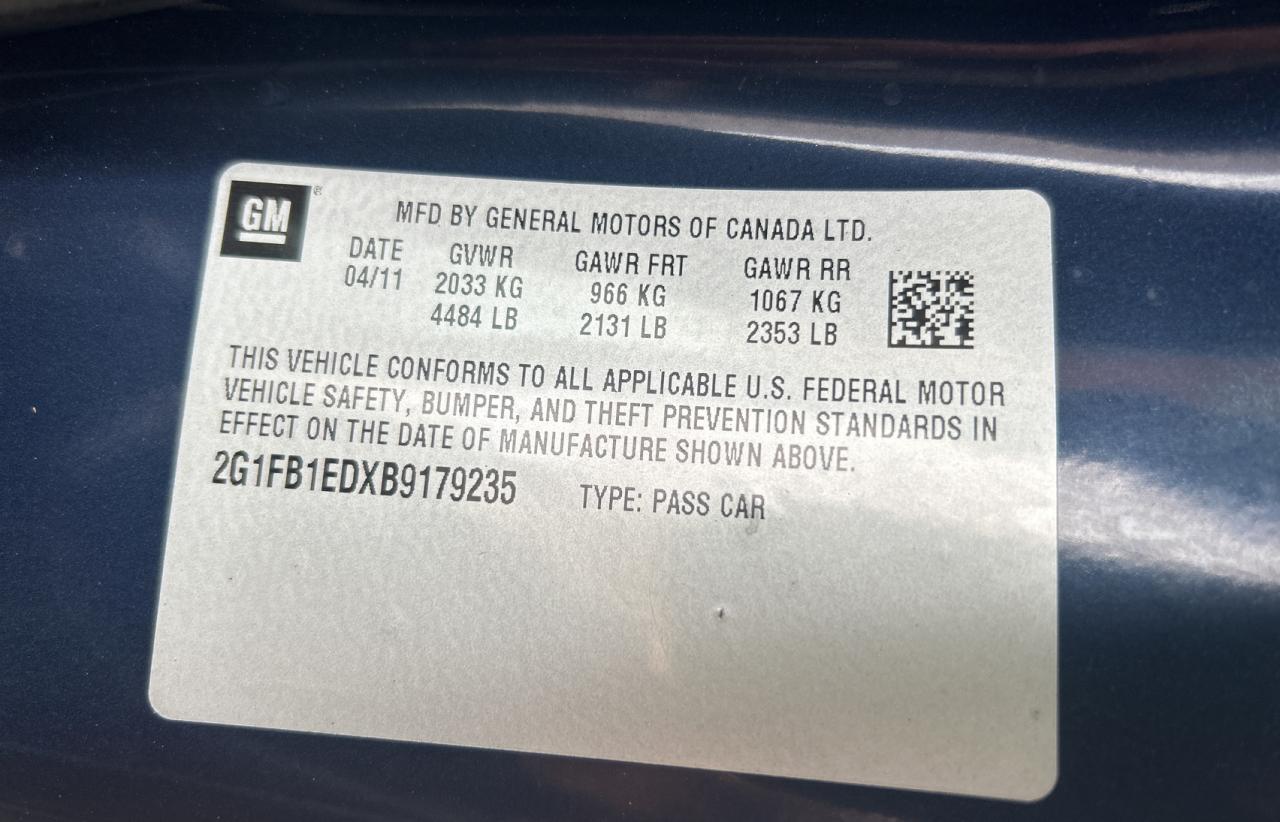 GM ®
MFD BY GENERAL MOTORS OF CANADA LTD.
DATE GVWR GAWR FRT GAWR RR
04/11 2033 KG 966 KG 1067 KG
4484 LB 2131 LB 2353 LB
THIS VEHICLE CONFORMS TO ALL APPLICABLE U.S. FEDERAL MOTOR
VEHICLE SAFETY, BUMPER, AND THEFT PREVENTION STANDARDS IN
EFFECT ON THE DATE OF MANUFACTURE SHOWN ABOVE.
2G1FB1EDXB9179235 TYPE: PASS CAR